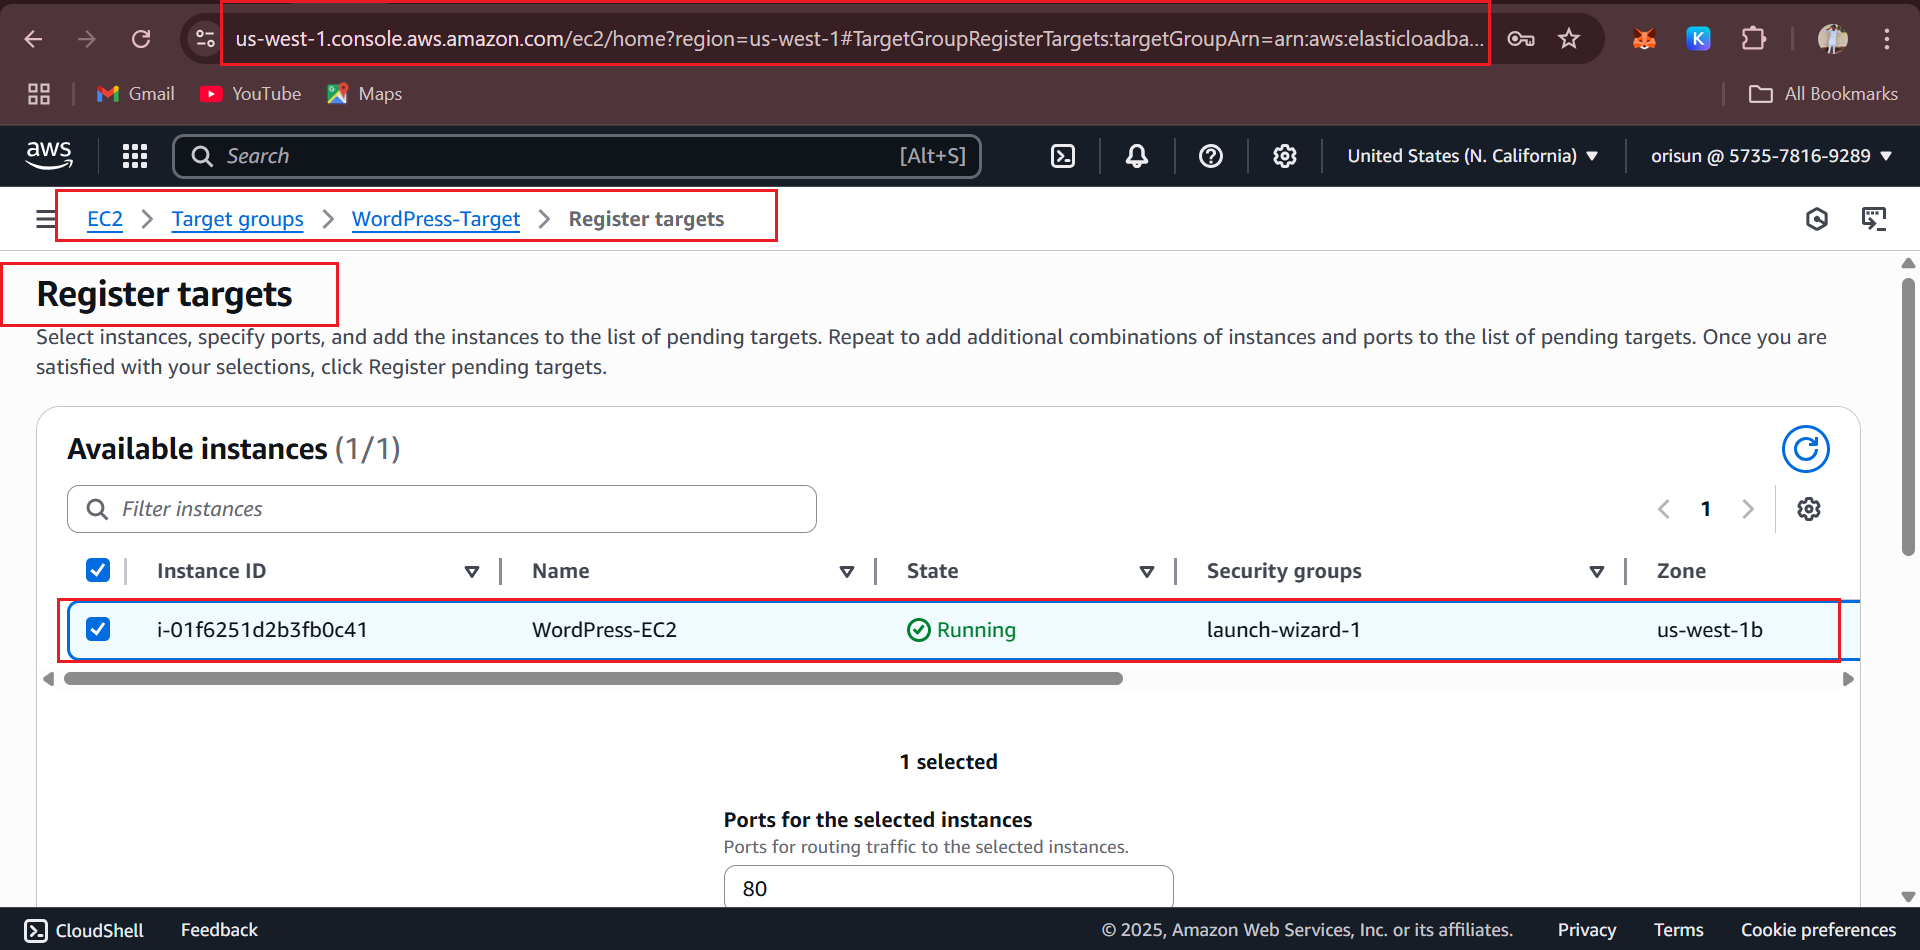 us-west-1.console.aws.amazon.com/ec2/home?region=us-west-1#TargetGroupRegisterTargets:targetGroupArn=arn:aws:elasticloadba...
K
Gmail
YouTube
Maps
All Bookmarks
aws
Search
[Alt+S]
United States (N. California)
orisun @ 5735-7816-9289
EC2 > Target groups > WordPress-Target > Register targets
Register targets
Select instances, specify ports, and add the instances to the list of pending targets. Repeat to add additional combinations of instances and ports to the list of pending targets. Once you are
satisfied with your selections, click Register pending targets.
Available instances (1/1)
Filter instances
1
Instance ID Name State Security groups Zone
i-01f6251d2b3fb0c41 WordPress-EC2 Running launch-wizard-1 us-west-1b
1 selected
Ports for the selected instances
Ports for routing traffic to the selected instances.
80
CloudShell Feedback © 2025, Amazon Web Services, Inc. or its affiliates. Privacy Terms Cookie preferences